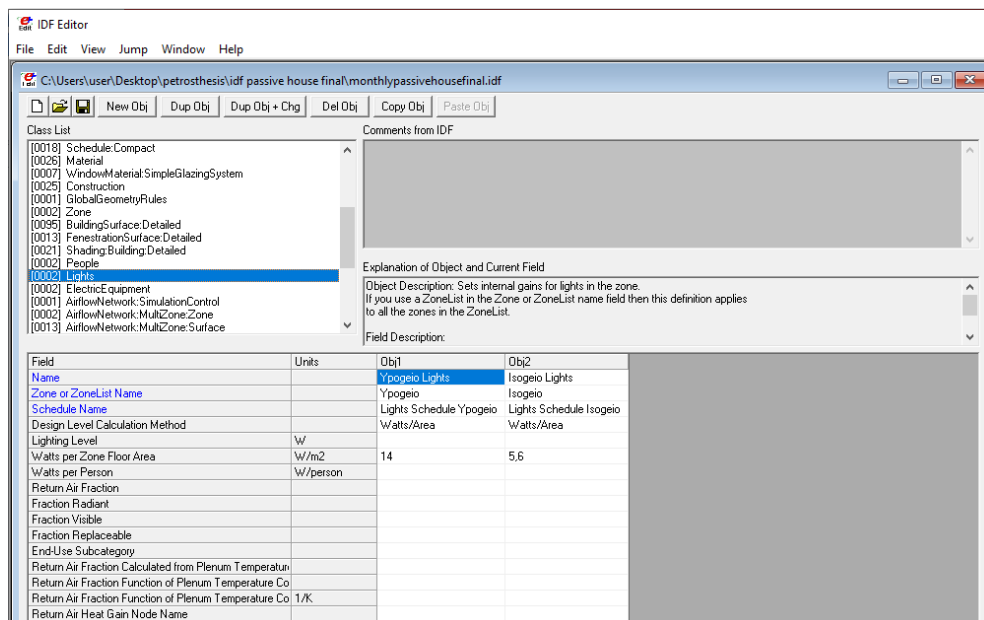 IDF Editor
File Edit View Jump Window Help
C:\Users\user\Desktop\petrosthesis\idf passive house final\monthlypassivehousefinal.idf
New Obj Dup Obj Dup Obj + Chg Del Obj Copy Obj Paste Obj
Class List
[0018] Schedule:Compact
[0026] Material
[0007] WindowMaterial:SimpleGlazingSystem
[0025] Construction
[0001] GlobalGeometryRules
[0002] Zone
[0095] BuildingSurface:Detailed
[0013] FenestrationSurface:Detailed
[0021] Shading:Building:Detailed
[0002] People
[0002] Lights
[0002] ElectricEquipment
[0001] AirflowNetwork:SimulationControl
[0002] AirflowNetwork:MultiZone:Zone
[0013] AirflowNetwork:MultiZone:Surface
Comments from IDF
Explanation of Object and Current Field
Object Description: Sets internal gains for lights in the zone.
If you use a ZoneList in the Zone or ZoneList name field then this definition applies
to all the zones in the ZoneList.
Field Description:
Field Units Obj1 Obj2
Name Ypogeio Lights Isogeio Lights
Zone or ZoneList Name Ypogeio Isogeio
Schedule Name Lights Schedule Ypogeio Lights Schedule Isogeio
Design Level Calculation Method Watts/Area Watts/Area
Lighting Level W
Watts per Zone Floor Area W/m2 14 5,6
Watts per Person W/person
Return Air Fraction
Fraction Radiant
Fraction Visible
Fraction Replaceable
End-Use Subcategory
Return Air Fraction Calculated from Plenum Temperatur
Return Air Fraction Function of Plenum Temperature Co
Return Air Fraction Function of Plenum Temperature Co 1/K
Return Air Heat Gain Node Name